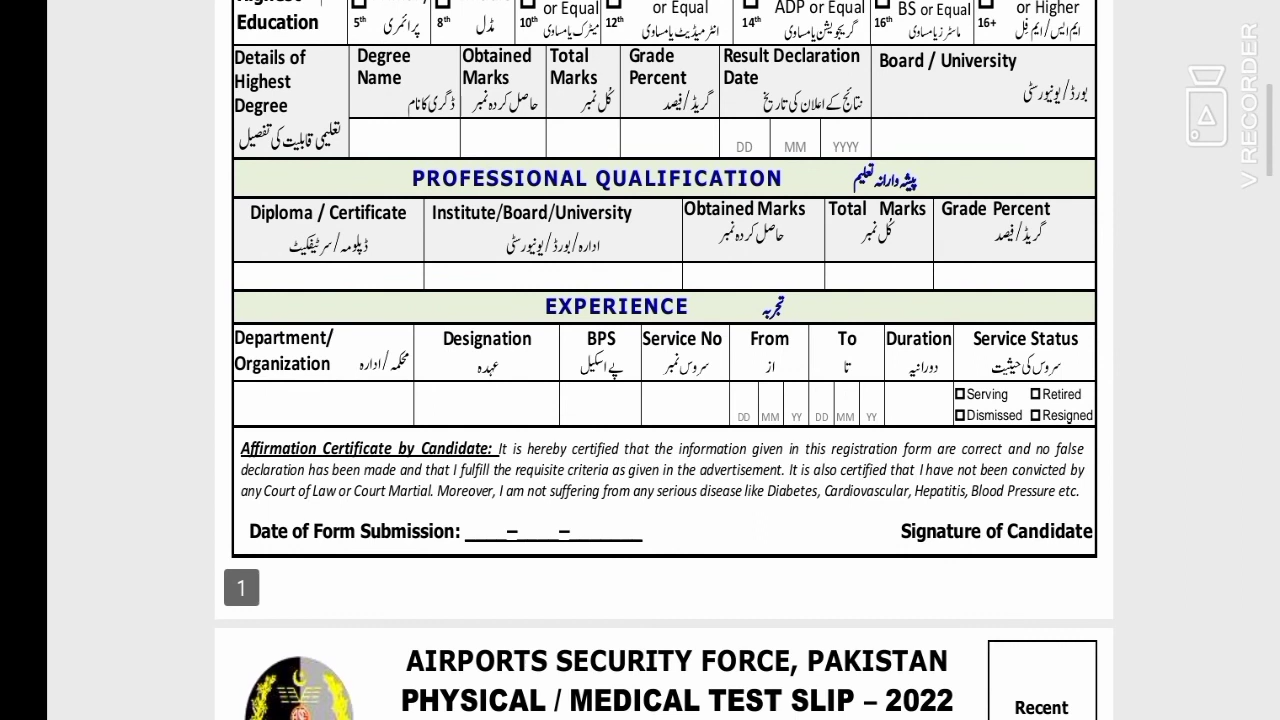 Education
5th پرائمری 8th مڈل 10th or Equal میٹرک یا مساوی 12th or Equal انٹرمیڈیٹ یا مساوی 14th ADP or Equal گریجویشن یا مساوی 16th BS or Equal ماسٹرز یا مساوی 16+ or Higher ایم ایس/ایم فِل
Details of Highest Degree تعلیمی قابلیت کی تفصیل
Degree Name ڈگری کا نام
Obtained Marks حاصل کردہ نمبر
Total Marks کُل نمبر
Grade Percent گریڈ/فیصد
Result Declaration Date نتائج کے اعلان کی تاریخ
Board / University بورڈ/یونیورسٹی
DD MM YYYY
PROFESSIONAL QUALIFICATION پیشہ وارانہ تعلیم
Diploma / Certificate ڈپلومہ/سرٹیفکیٹ
Institute/Board/University ادارہ/بورڈ/یونیورسٹی
Obtained Marks حاصل کردہ نمبر
Total Marks کُل نمبر
Grade Percent گریڈ/فیصد
EXPERIENCE تجربہ
Department/ Organization محکمہ/ادارہ
Designation عہدہ
BPS پے اسکیل
Service No سروس نمبر
From از
To تا
Duration دورانیہ
Service Status سروس کی حیثیت
DD MM YY DD MM YY
Serving Retired
Dismissed Resigned
Affirmation Certificate by Candidate: It is hereby certified that the information given in this registration form are correct and no false
declaration has been made and that I fulfill the requisite criteria as given in the advertisement. It is also certified that I have not been convicted by
any Court of Law or Court Martial. Moreover, I am not suffering from any serious disease like Diabetes, Cardiovascular, Hepatitis, Blood Pressure etc.
Date of Form Submission: ____–____–_______ Signature of Candidate
1
AIRPORTS SECURITY FORCE, PAKISTAN
PHYSICAL / MEDICAL TEST SLIP – 2022
Recent
V RECORDER